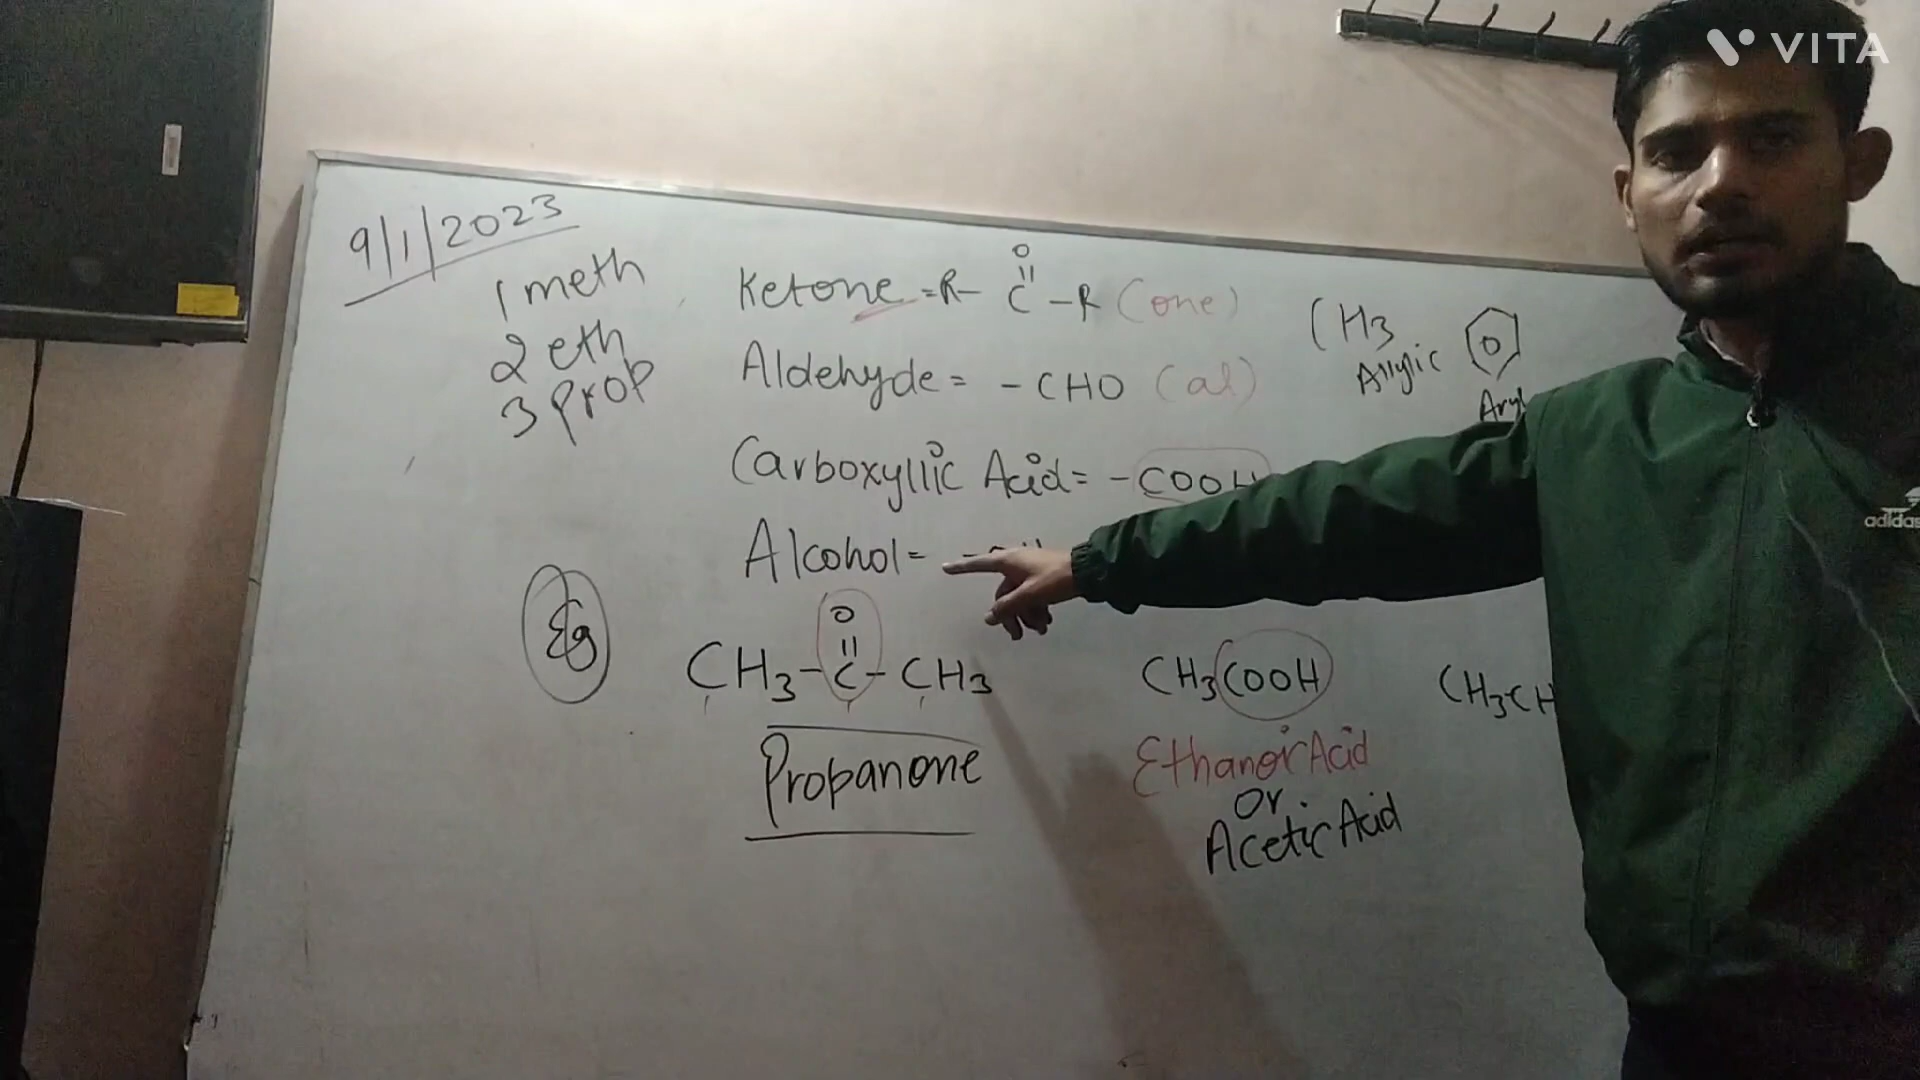 VITA
9/1/2023
1 meth
2 eth
3 prop
Ketone = R- C -R (one)
O
||
Aldehyde = -CHO (al)
Carboxyllic Acid = -COOH
Alcohol =
CH3
Allylic
Aryl
Eg
O
||
CH3-C-CH3
Propanone
CH3COOH
Ethanoic Acid
or
Acetic Acid
CH3CH
adidas